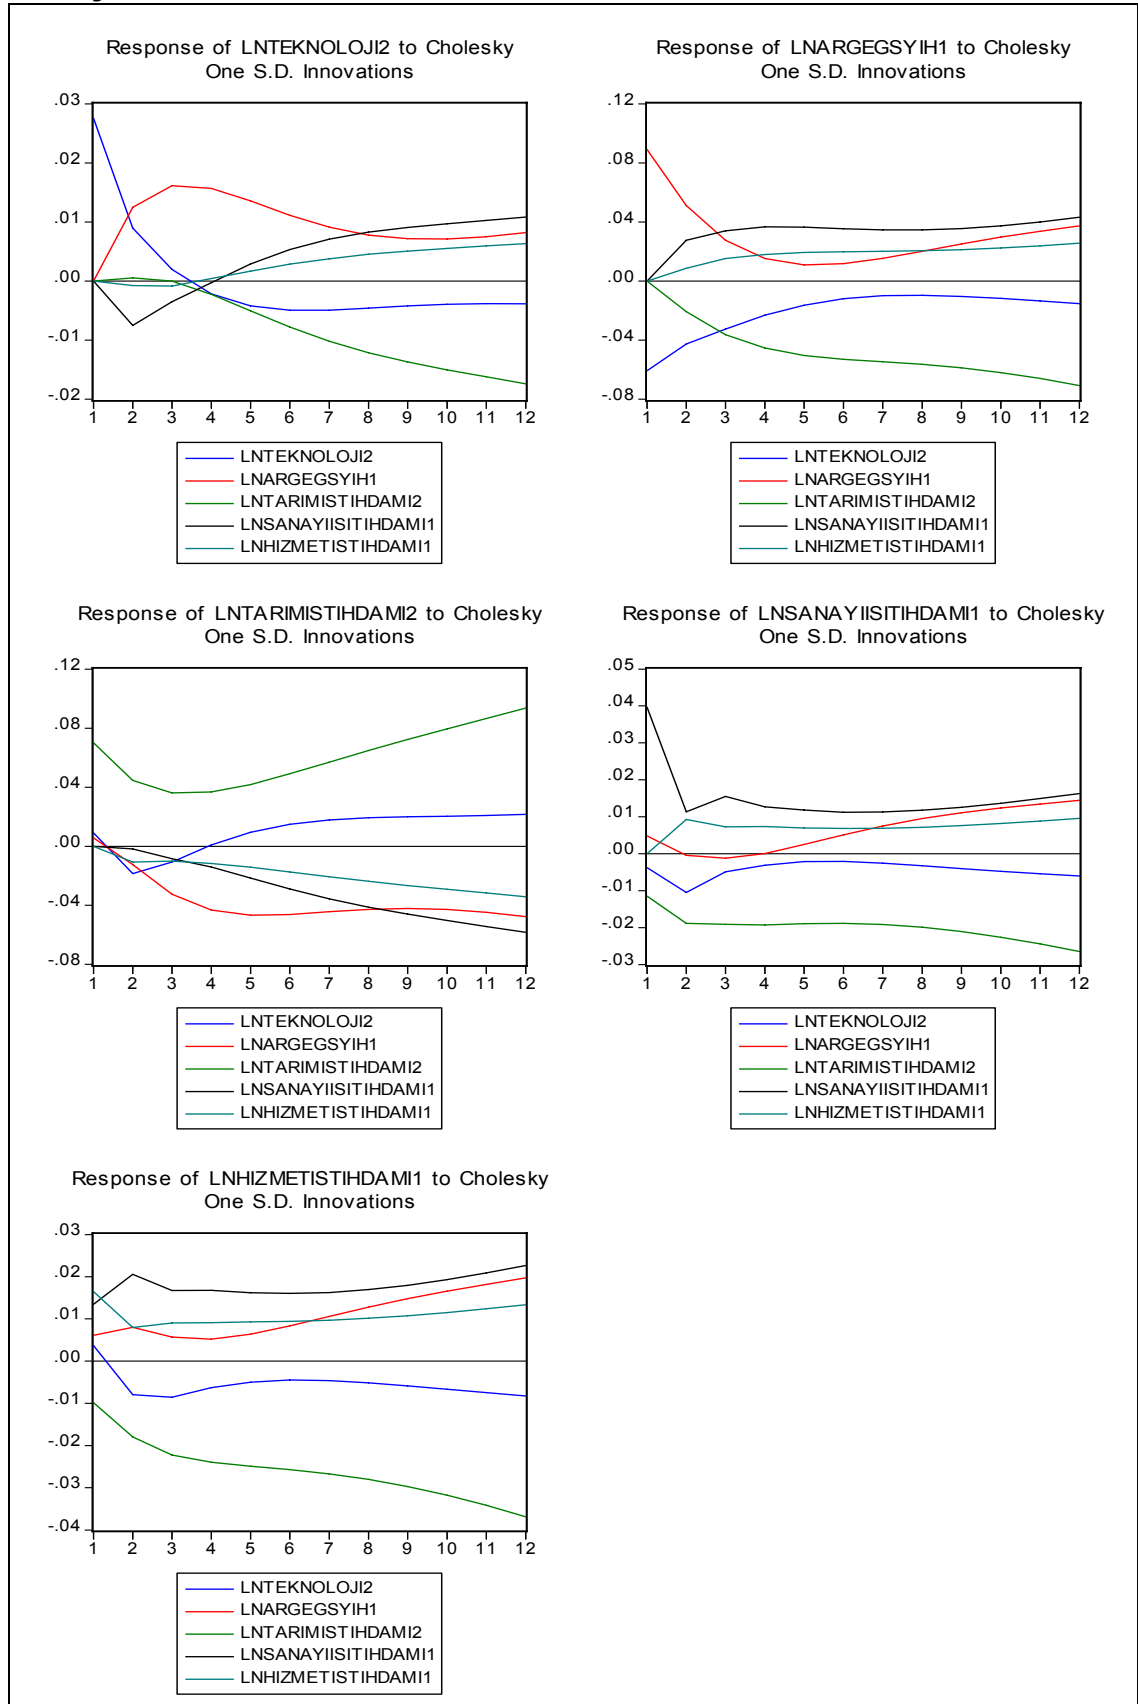 Response of LNTEKNOLOJI2 to Cholesky
One S.D. Innovations
.03
.02
.01
.00
-.01
-.02
1 2 3 4 5 6 7 8 9 10 11 12
LNTEKNOLOJI2
LNARGEGSYIH1
LNTARIMISTIHDAMI2
LNSANAYIISITIHDAMI1
LNHIZMETISTIHDAMI1
Response of LNARGEGSYIH1 to Cholesky
One S.D. Innovations
.12
.08
.04
.00
-.04
-.08
1 2 3 4 5 6 7 8 9 10 11 12
LNTEKNOLOJI2
LNARGEGSYIH1
LNTARIMISTIHDAMI2
LNSANAYIISITIHDAMI1
LNHIZMETISTIHDAMI1
Response of LNTARIMISTIHDAMI2 to Cholesky
One S.D. Innovations
.12
.08
.04
.00
-.04
-.08
1 2 3 4 5 6 7 8 9 10 11 12
LNTEKNOLOJI2
LNARGEGSYIH1
LNTARIMISTIHDAMI2
LNSANAYIISITIHDAMI1
LNHIZMETISTIHDAMI1
Response of LNSANAYIISITIHDAMI1 to Cholesky
One S.D. Innovations
.05
.04
.03
.02
.01
.00
-.01
-.02
-.03
1 2 3 4 5 6 7 8 9 10 11 12
LNTEKNOLOJI2
LNARGEGSYIH1
LNTARIMISTIHDAMI2
LNSANAYIISITIHDAMI1
LNHIZMETISTIHDAMI1
Response of LNHIZMETISTIHDAMI1 to Cholesky
One S.D. Innovations
.03
.02
.01
.00
-.01
-.02
-.03
-.04
1 2 3 4 5 6 7 8 9 10 11 12
LNTEKNOLOJI2
LNARGEGSYIH1
LNTARIMISTIHDAMI2
LNSANAYIISITIHDAMI1
LNHIZMETISTIHDAMI1